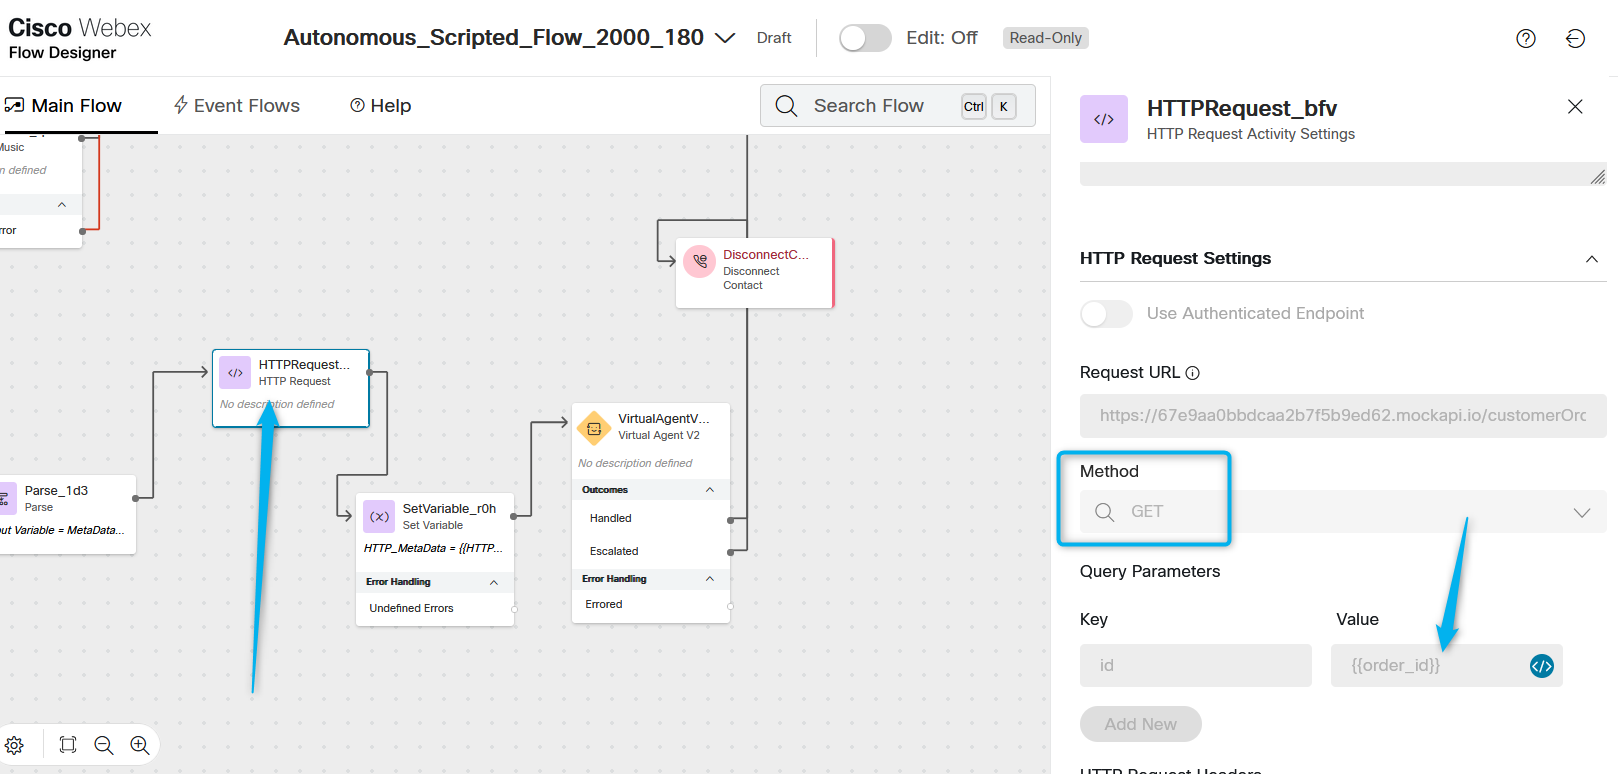 Cisco Webex
Flow Designer
Autonomous_Scripted_Flow_2000_180
Draft
Edit: Off
Read-Only
Main Flow
Event Flows
Help
Search Flow
Ctrl
K
Music
n defined
rror
DisconnectC...
Disconnect
Contact
HTTPRequest...
HTTP Request
No description defined
Parse_1d3
Parse
out Variable = MetaData...
SetVariable_r0h
Set Variable
HTTP_MetaData = {{HTTP...
Error Handling
Undefined Errors
VirtualAgentV...
Virtual Agent V2
No description defined
Outcomes
Handled
Escalated
Error Handling
Errored
HTTPRequest_bfv
HTTP Request Activity Settings
HTTP Request Settings
Use Authenticated Endpoint
Request URL
https://67e9aa0bbdcaa2b7f5b9ed62.mockapi.io/customerOrc
Method
GET
Query Parameters
Key
Value
id
{{order_id}}
Add New
HTTP Request Headers